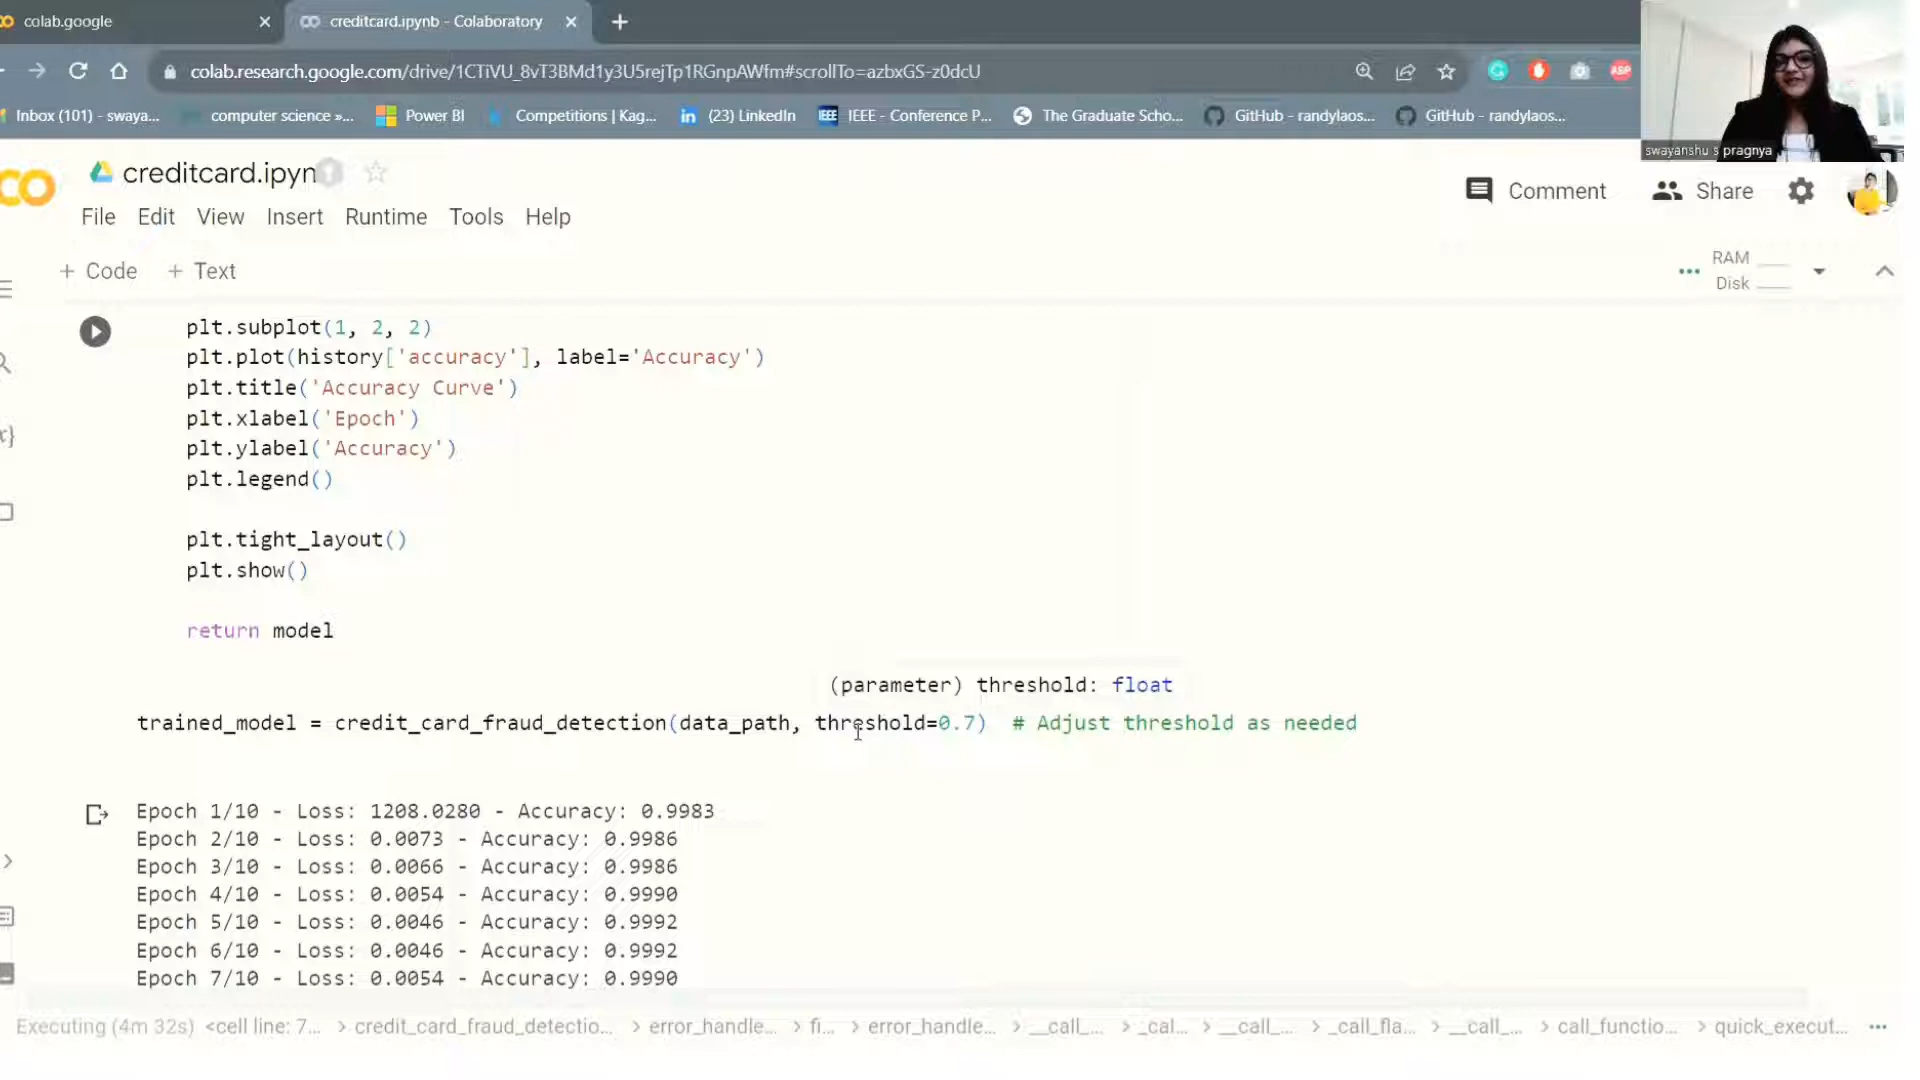 colab.google
creditcard.ipynb - Colaboratory
colab.research.google.com/drive/1CTiVU_8vT3BMd1y3U5rejTp1RGnpAWfm#scrollTo=azbxGS-z0dcU
ABP
Inbox (101) - swaya...
computer science »...
Power BI
Competitions | Kag...
(23) LinkedIn
IEEE - Conference P...
The Graduate Scho...
GitHub - randylaos...
GitHub - randylaos...
swayanshu s pragnya
creditcard.ipyn
Comment
Share
File Edit View Insert Runtime Tools Help
+ Code + Text
RAM
Disk
plt.subplot(1, 2, 2)
plt.plot(history['accuracy'], label='Accuracy')
plt.title('Accuracy Curve')
plt.xlabel('Epoch')
plt.ylabel('Accuracy')
plt.legend()
plt.tight_layout()
plt.show()
return model
(parameter) threshold: float
trained_model = credit_card_fraud_detection(data_path, threshold=0.7) # Adjust threshold as needed
Epoch 1/10 - Loss: 1208.0280 - Accuracy: 0.9983
Epoch 2/10 - Loss: 0.0073 - Accuracy: 0.9986
Epoch 3/10 - Loss: 0.0066 - Accuracy: 0.9986
Epoch 4/10 - Loss: 0.0054 - Accuracy: 0.9990
Epoch 5/10 - Loss: 0.0046 - Accuracy: 0.9992
Epoch 6/10 - Loss: 0.0046 - Accuracy: 0.9992
Epoch 7/10 - Loss: 0.0054 - Accuracy: 0.9990
Executing (4m 32s) <cell line: 7... > credit_card_fraud_detectio... > error_handle... > fi... > error_handle... > __call_... > _cal... > __call_... > _call_fla... > __call_... > call_functio... > quick_execut... ...